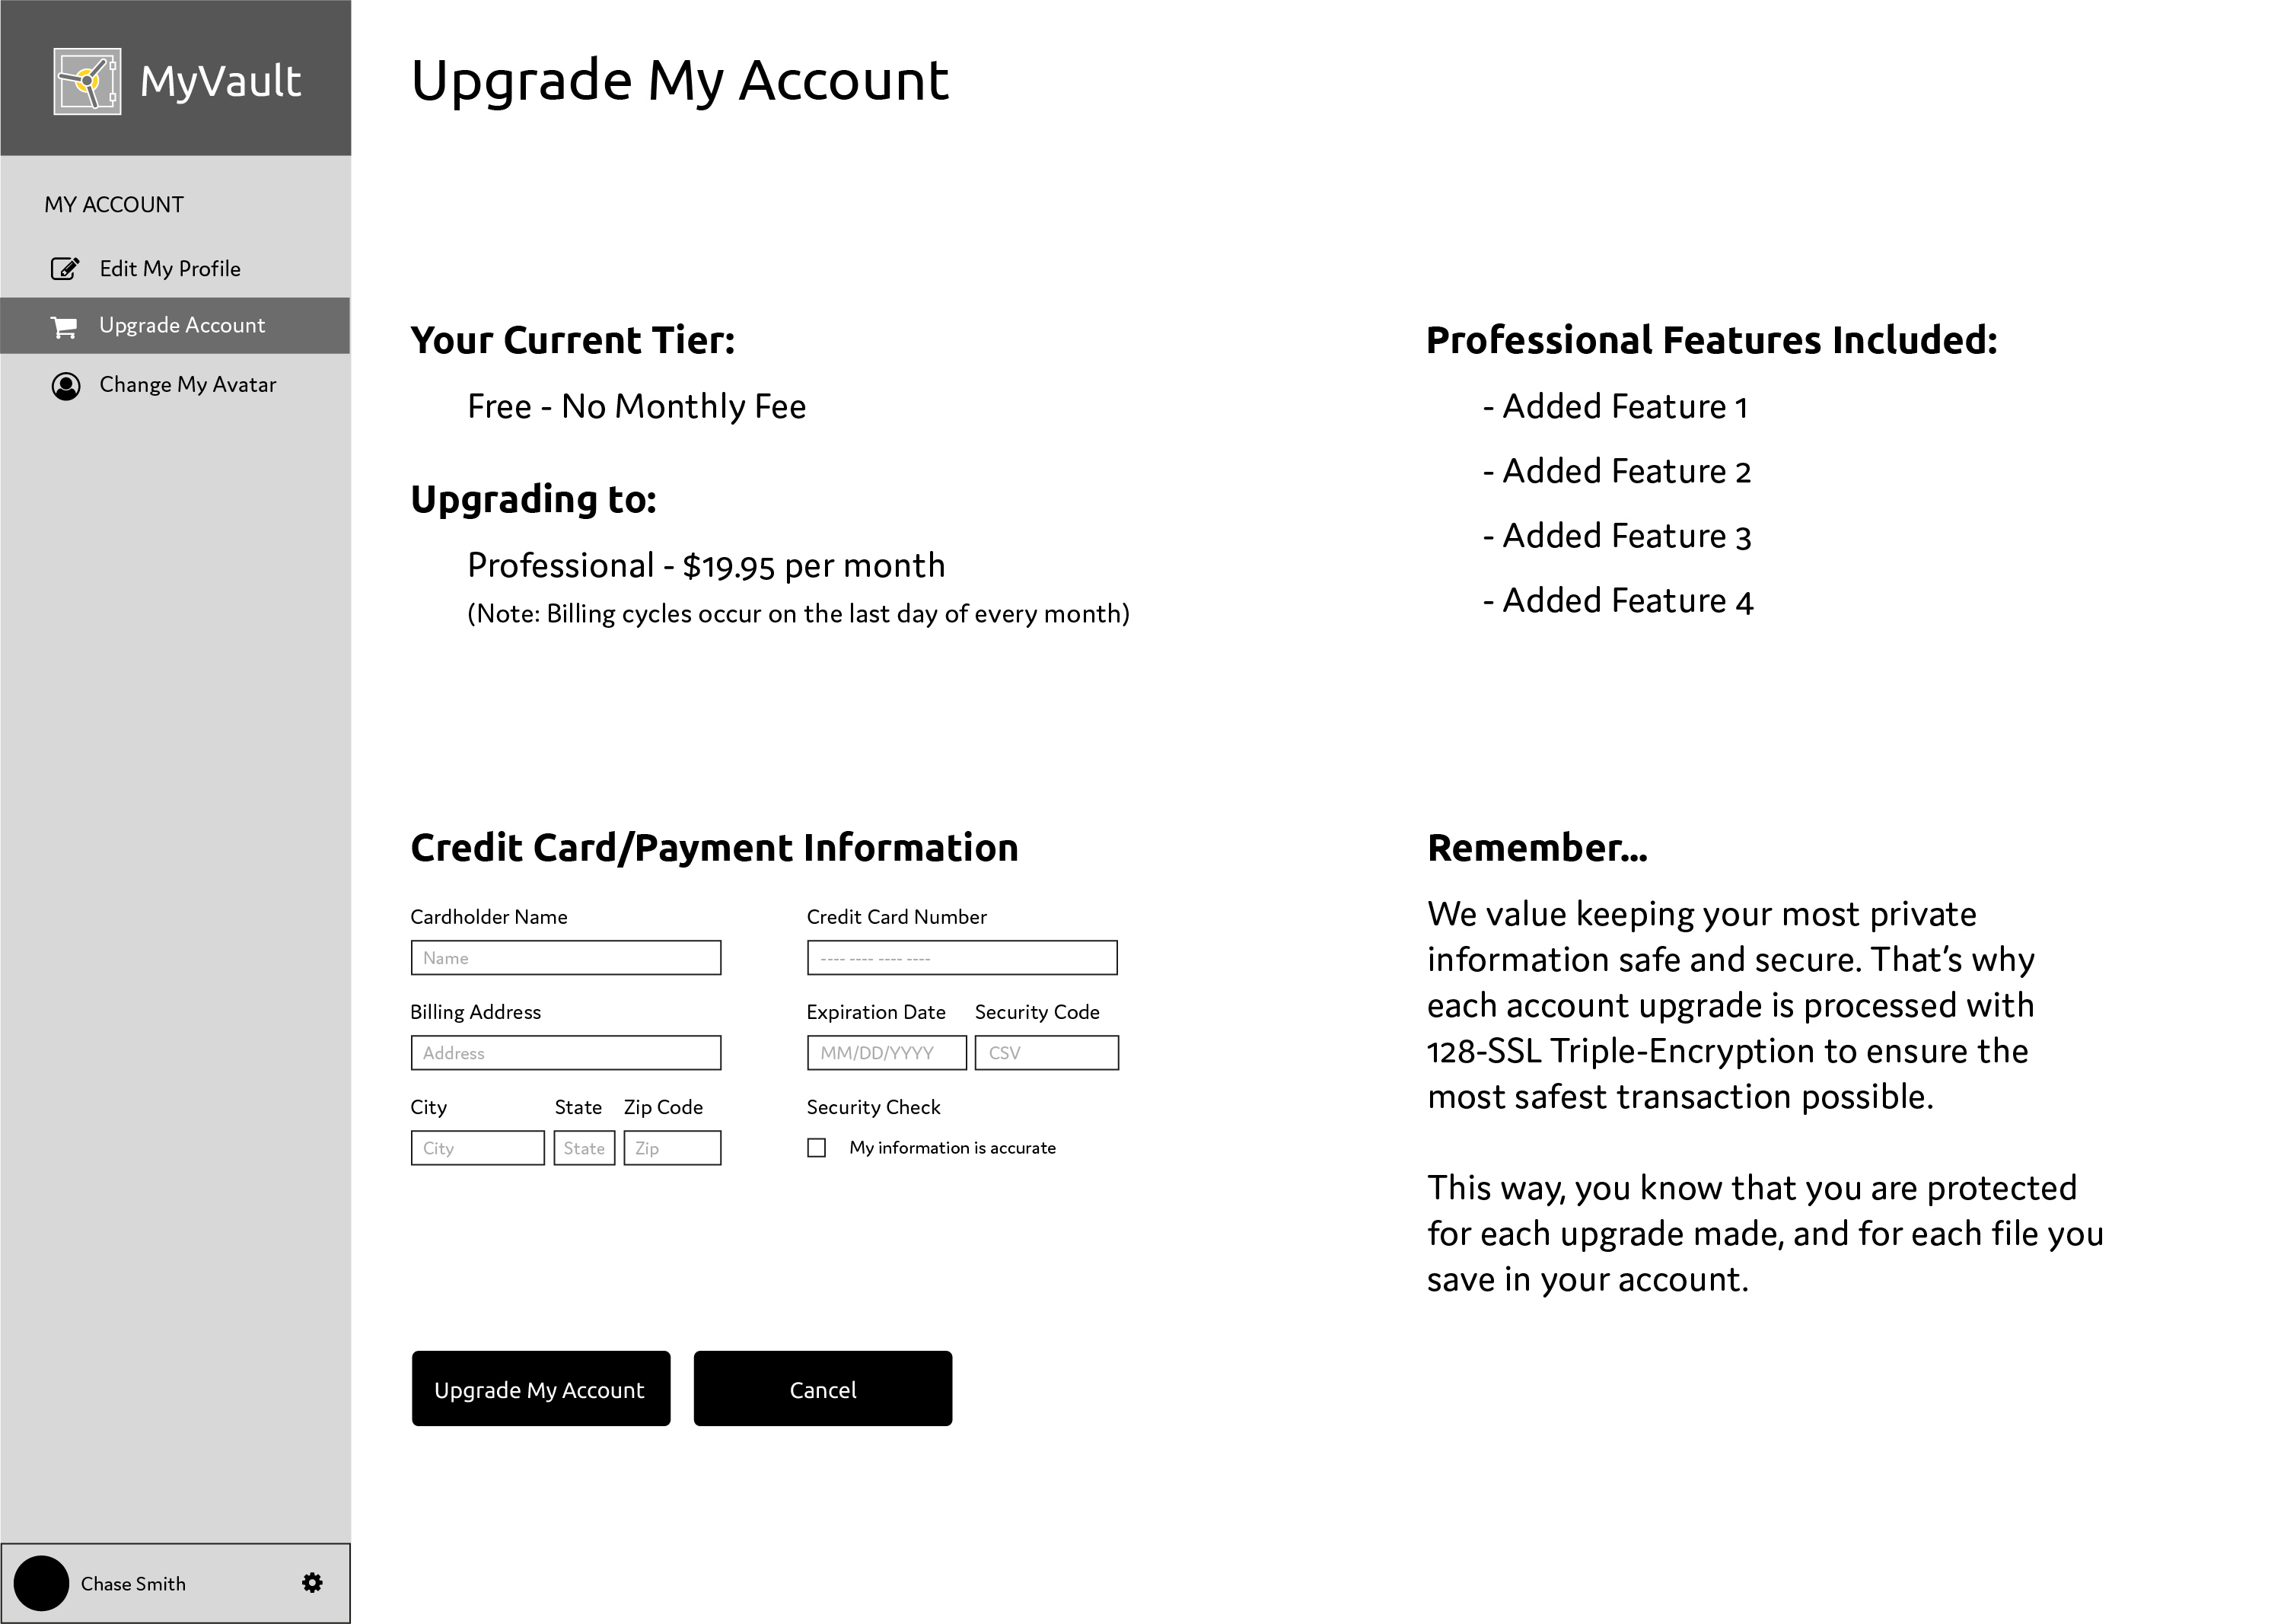 MyVault
MY ACCOUNT
Edit My Profile
Upgrade Account
Change My Avatar
Chase Smith
Upgrade My Account
Your Current Tier:
Free - No Monthly Fee
Upgrading to:
Professional - $19.95 per month
(Note: Billing cycles occur on the last day of every month)
Professional Features Included:
- Added Feature 1
- Added Feature 2
- Added Feature 3
- Added Feature 4
Credit Card/Payment Information
Cardholder Name
Name
Billing Address
Address
City State Zip Code
City State Zip
Credit Card Number
---- ---- ---- ----
Expiration Date Security Code
MM/DD/YYYY CSV
Security Check
My information is accurate
Upgrade My Account
Cancel
Remember...
We value keeping your most private
information safe and secure. That's why
each account upgrade is processed with
128-SSL Triple-Encryption to ensure the
most safest transaction possible.
This way, you know that you are protected
for each upgrade made, and for each file you
save in your account.